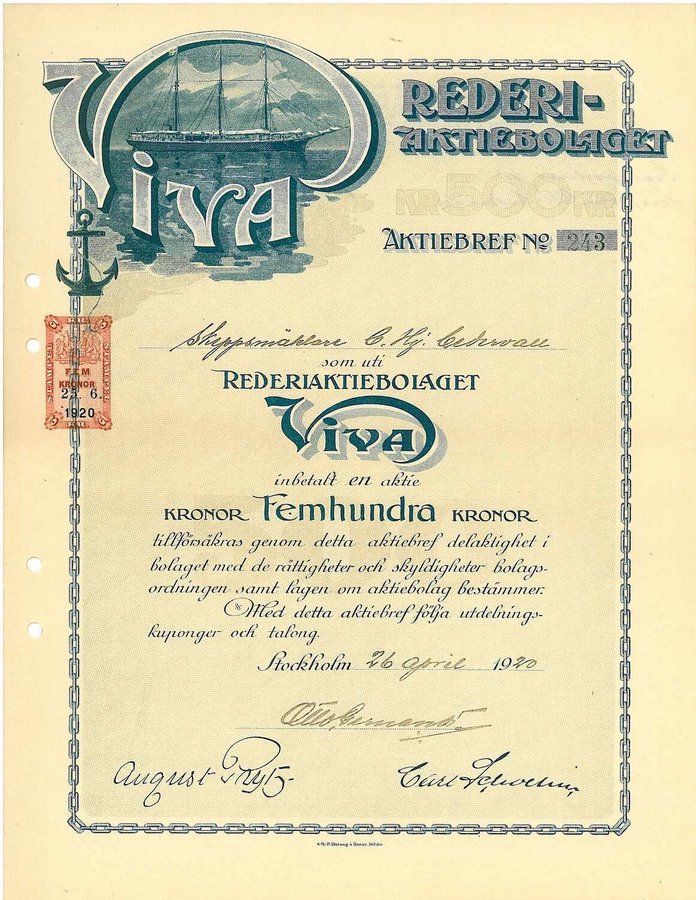 Viva
REDERI-
AKTIEBOLAGET
KR 500 KR
AKTIEBREF No 243
Skeppsmäklare C. Hj. Cedervall
som uti
REDERIAKTIEBOLAGET
Viva
inbetalt en aktie
KRONOR Femhundra KRONOR
tillförsäkras genom detta aktiebref delaktighet i
bolaget med de rättigheter och skyldigheter bolags-
ordningen samt lagen om aktiebolag bestämmer.
Med detta aktiebref följa utdelnings-
kuponger och talong.
Stockholm 26 april 1920
FEM
KRONOR
25. 6.
1920
August
Carl